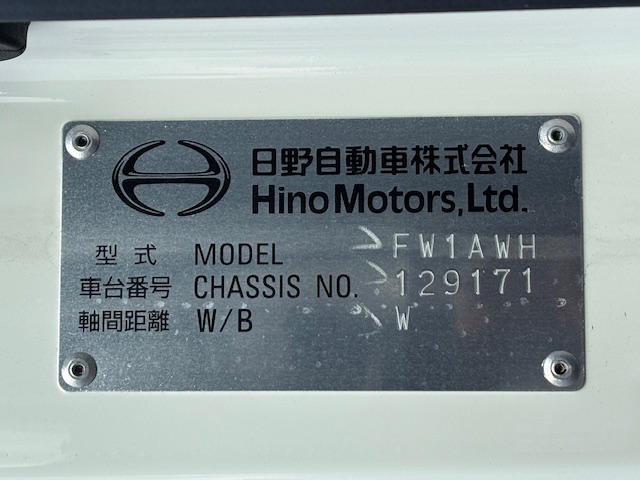 日野自動車株式会社
Hino Motors, Ltd.
型式 MODEL FW1AWH
車台番号 CHASSIS NO. 129171
軸間距離 W/B W